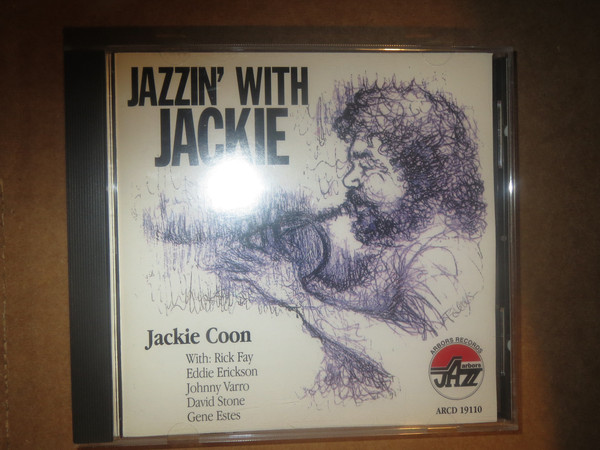 JAZZIN' WITH
JACKIE
Jackie Coon
With: Rick Fay
Eddie Erickson
Johnny Varro
David Stone
Gene Estes
ARBORS RECORDS
arbors
JAZZ
ARCD 19110